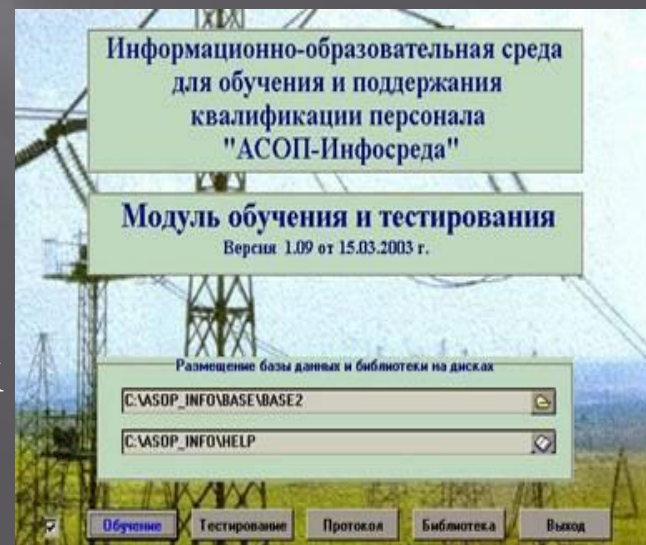 Информационно-образовательная среда
для обучения и поддержания
квалификации персонала
"АСОП-Инфосреда"
Модуль обучения и тестирования
Версия 1.09 от 15.03.2003 г.
Размещение базы данных и библиотеки на дисках
C:\ASOP_INFO\BASE\BASE2
C:\ASOP_INFO\HELP
Обучение Тестирование Протокол Библиотека Выход